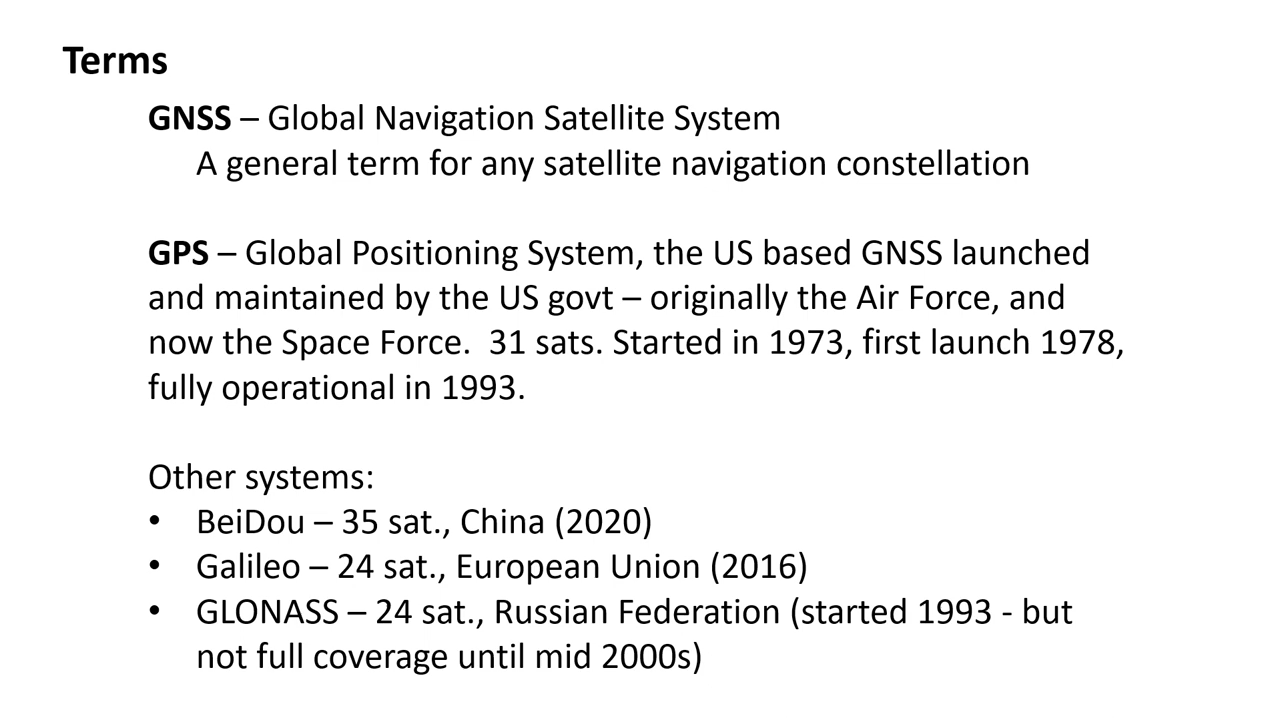 Terms
GNSS – Global Navigation Satellite System
A general term for any satellite navigation constellation
GPS – Global Positioning System, the US based GNSS launched
and maintained by the US govt – originally the Air Force, and
now the Space Force.  31 sats. Started in 1973, first launch 1978,
fully operational in 1993.
Other systems:
• BeiDou – 35 sat., China (2020)
• Galileo – 24 sat., European Union (2016)
• GLONASS – 24 sat., Russian Federation (started 1993 - but
not full coverage until mid 2000s)